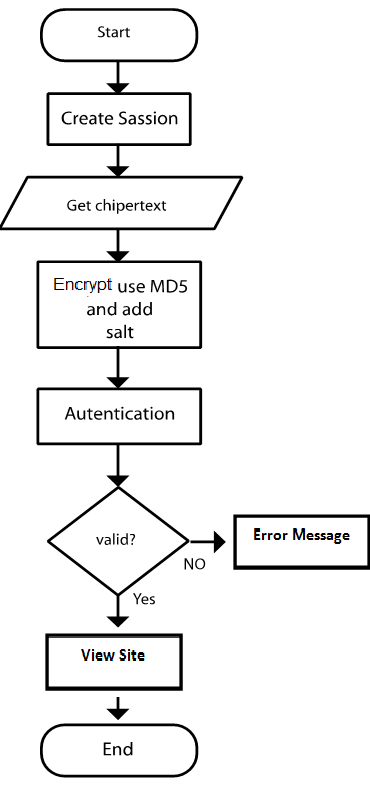 Start
Create Sassion
Get chipertext
Encrypt use MD5
and add
salt
Autentication
valid?
NO
Error Message
Yes
View Site
End